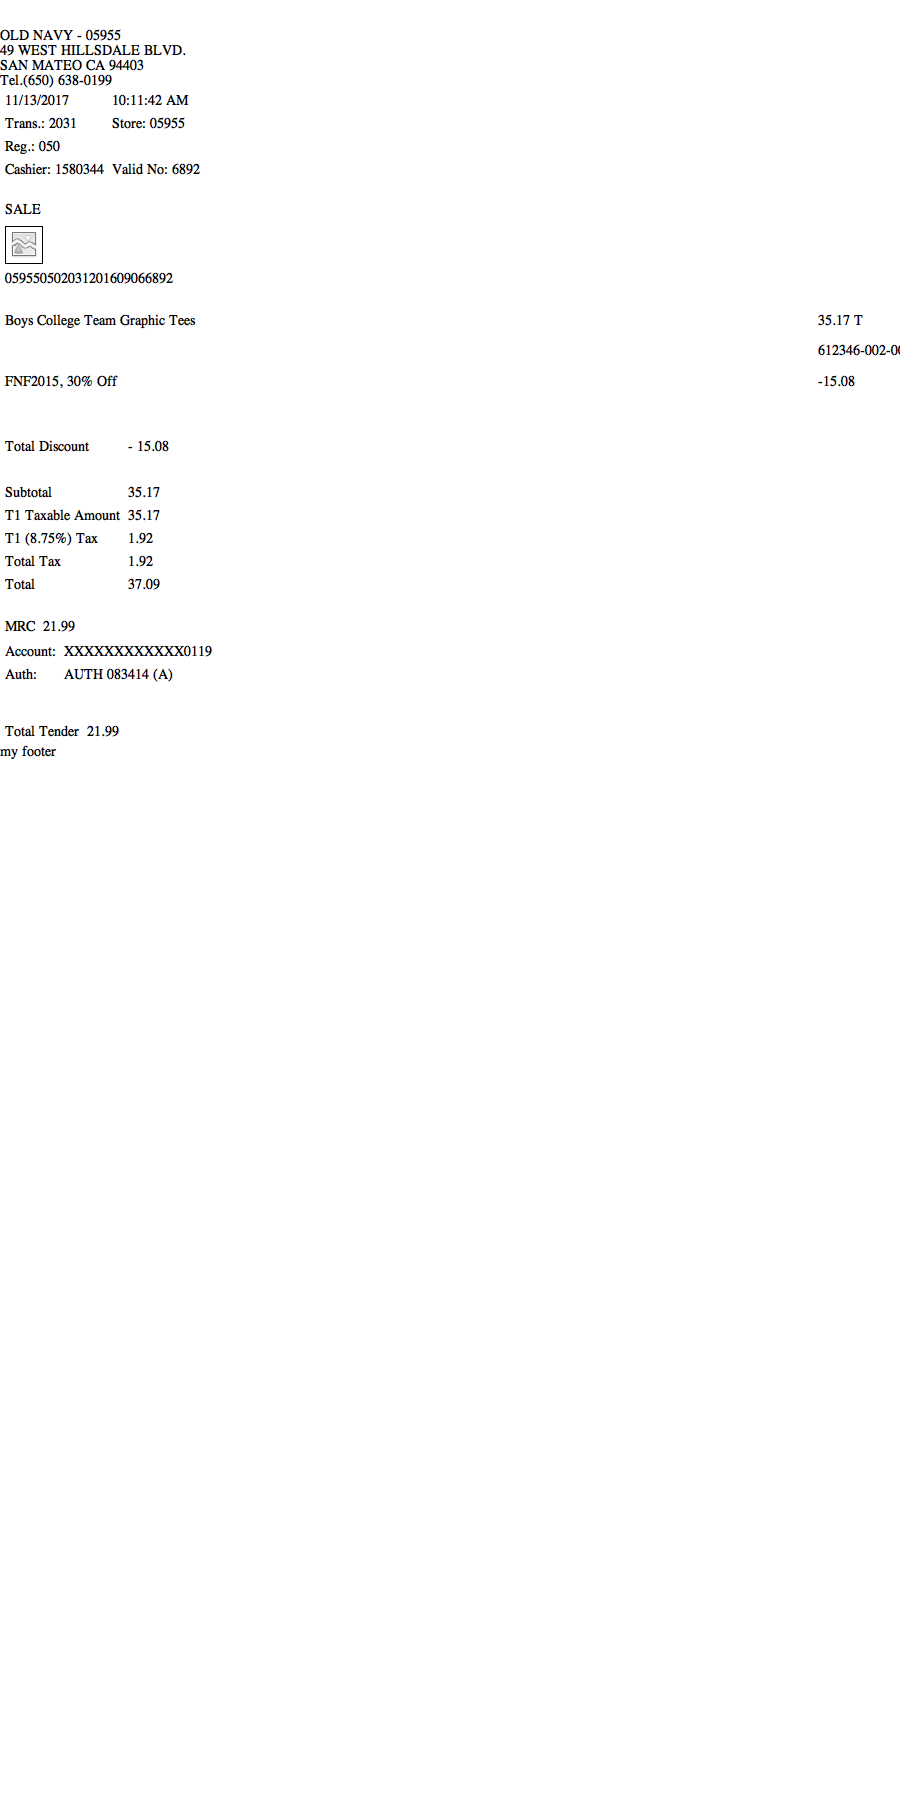 OLD NAVY - 05955
49 WEST HILLSDALE BLVD.
SAN MATEO CA 94403
Tel.(650) 638-0199
11/13/2017 10:11:42 AM
Trans.: 2031 Store: 05955
Reg.: 050
Cashier: 1580344 Valid No: 6892
SALE
059550502031201609066892
Boys College Team Graphic Tees 35.17 T
612346-002-00
FNF2015, 30% Off -15.08
Total Discount - 15.08
Subtotal 35.17
T1 Taxable Amount 35.17
T1 (8.75%) Tax 1.92
Total Tax 1.92
Total 37.09
MRC 21.99
Account: XXXXXXXXXXXX0119
Auth: AUTH 083414 (A)
Total Tender 21.99
my footer